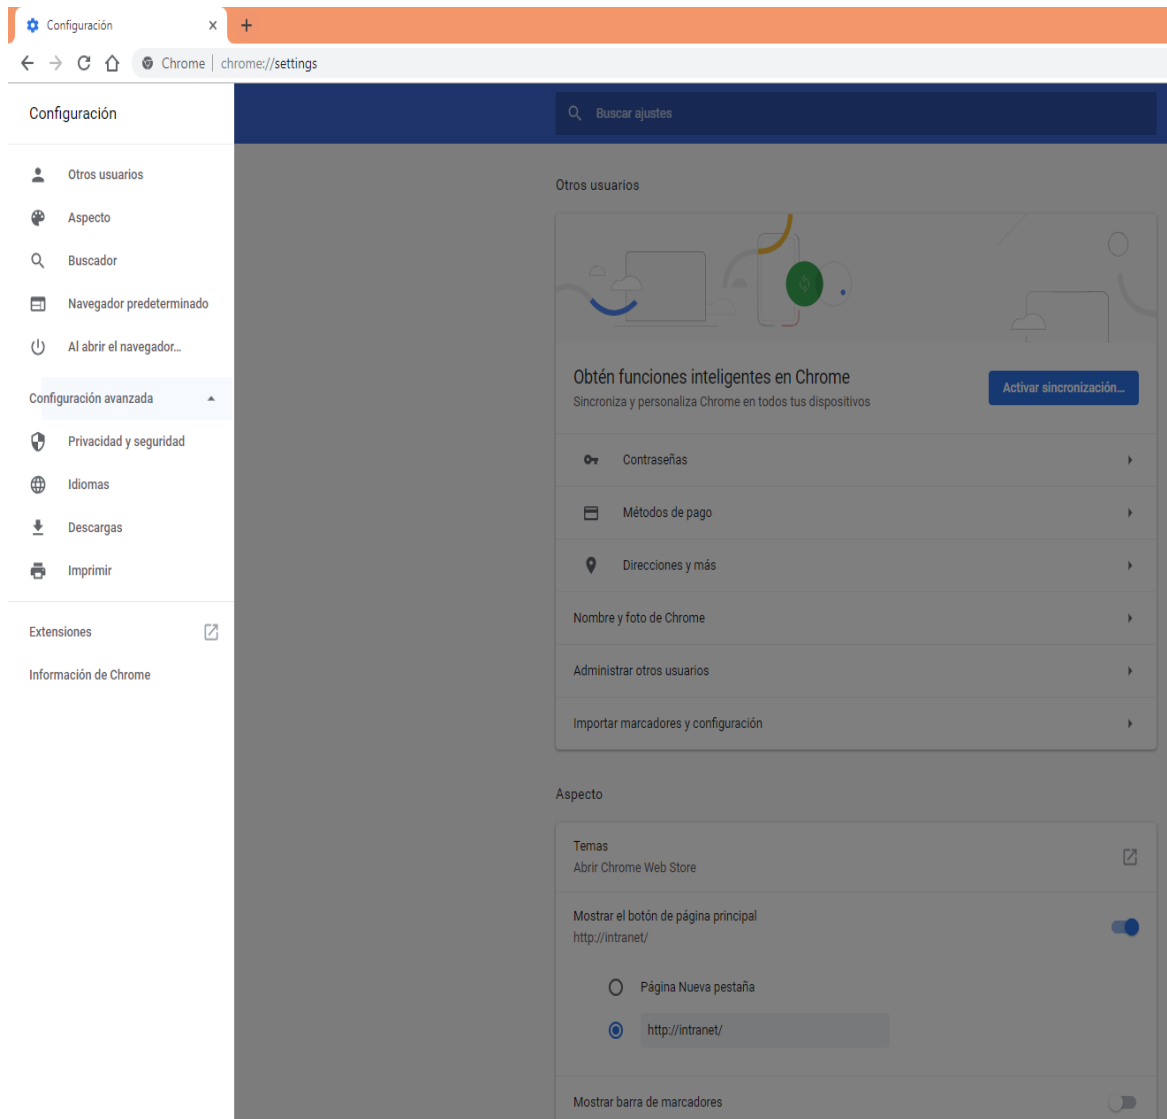 Configuración
Chrome | chrome://settings
Configuración
Otros usuarios
Aspecto
Buscador
Navegador predeterminado
Al abrir el navegador...
Configuración avanzada
Privacidad y seguridad
Idiomas
Descargas
Imprimir
Extensiones
Información de Chrome
Buscar ajustes
Otros usuarios
Obtén funciones inteligentes en Chrome
Sincroniza y personaliza Chrome en todos tus dispositivos
Activar sincronización...
Contraseñas
Métodos de pago
Direcciones y más
Nombre y foto de Chrome
Administrar otros usuarios
Importar marcadores y configuración
Aspecto
Temas
Abrir Chrome Web Store
Mostrar el botón de página principal
http://intranet/
Página Nueva pestaña
http://intranet/
Mostrar barra de marcadores